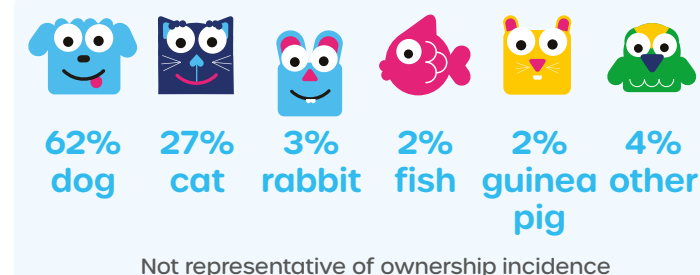 62% 27% 3% 2% 2% 4%
dog cat rabbit fish guinea other
pig
Not representative of ownership incidence